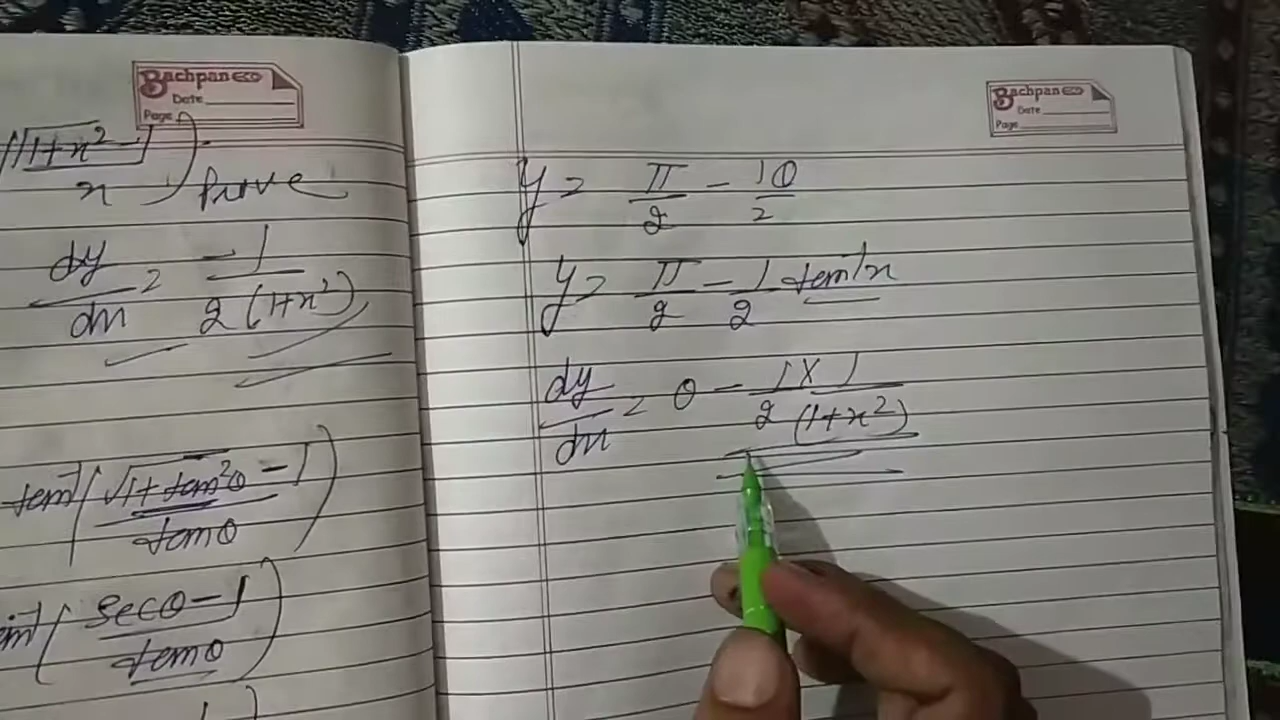 Bachpan ECO
Date
Page
√1+x² - 1
x ) Prove
dy/dx = -1/2(1+x²)
tan⁻¹(√1+tan²θ - 1 / tanθ)
(secθ - 1 / tanθ)
Bachpan ECO
Date
Page
y = π/2 - 1θ/2
y = π/2 - 1/2 tan⁻¹x
dy/dx = 0 - 1×1/2(1+x²)